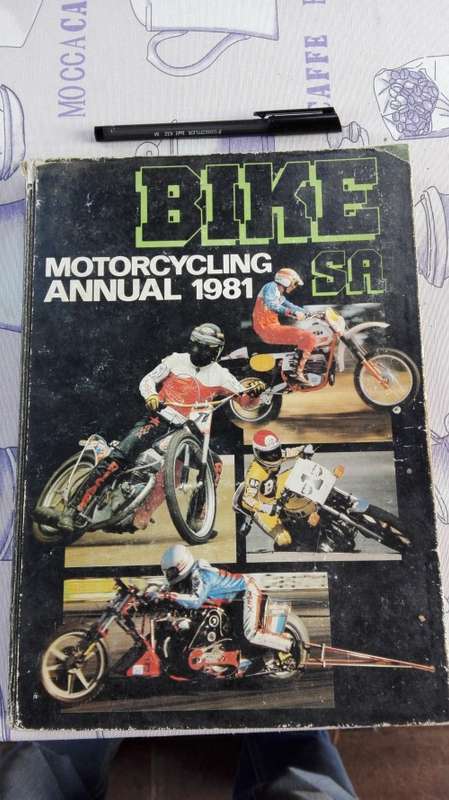 MOCCACA
CAFFE
BIKE
MOTORCYCLING
ANNUAL 1981
SA